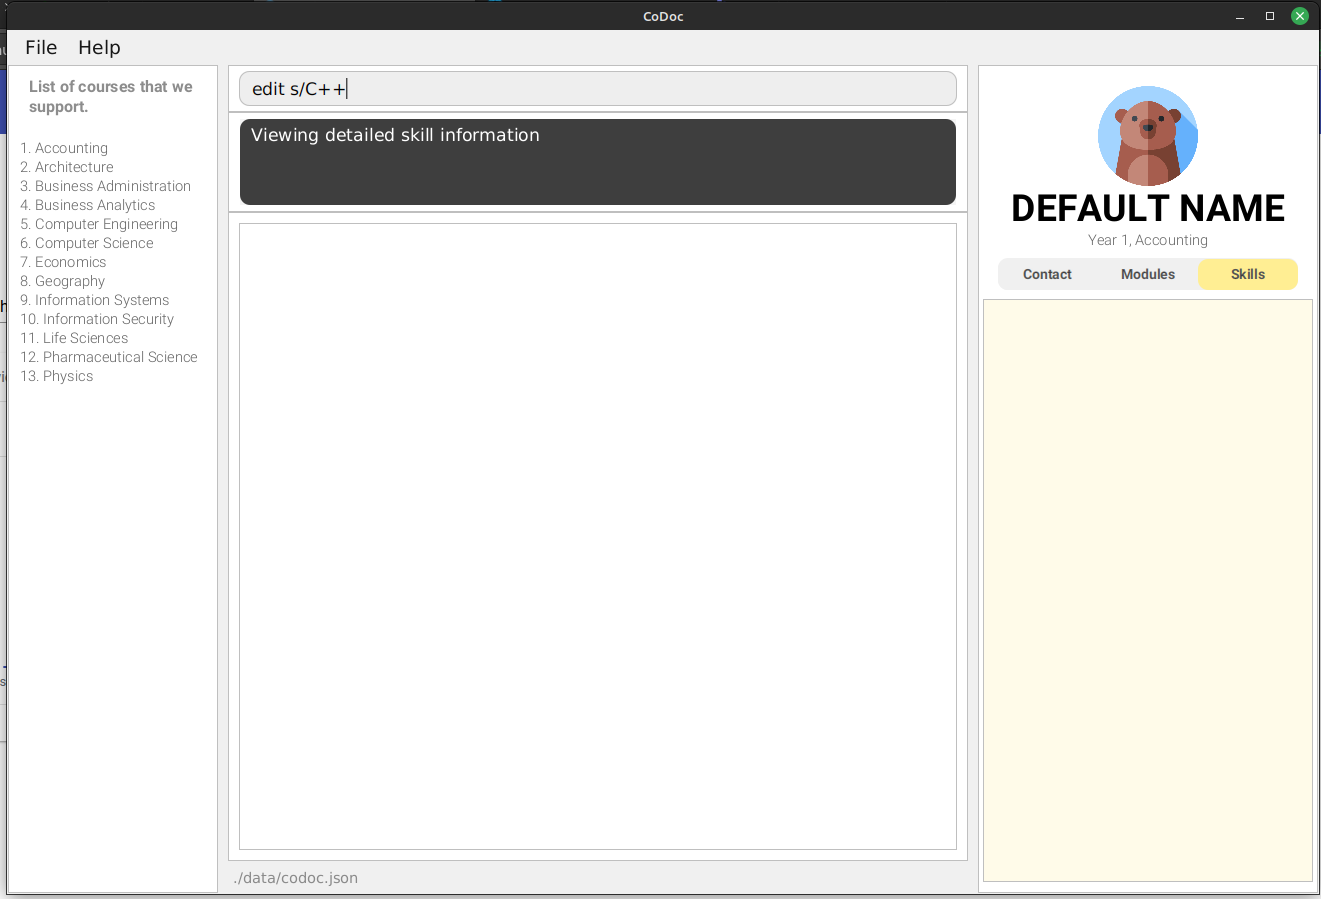 CoDoc
File Help
List of courses that we
support.
1. Accounting
2. Architecture
3. Business Administration
4. Business Analytics
5. Computer Engineering
6. Computer Science
7. Economics
8. Geography
9. Information Systems
10. Information Security
11. Life Sciences
12. Pharmaceutical Science
13. Physics
edit s/C++
Viewing detailed skill information
./data/codoc.json
DEFAULT NAME
Year 1, Accounting
Contact Modules Skills